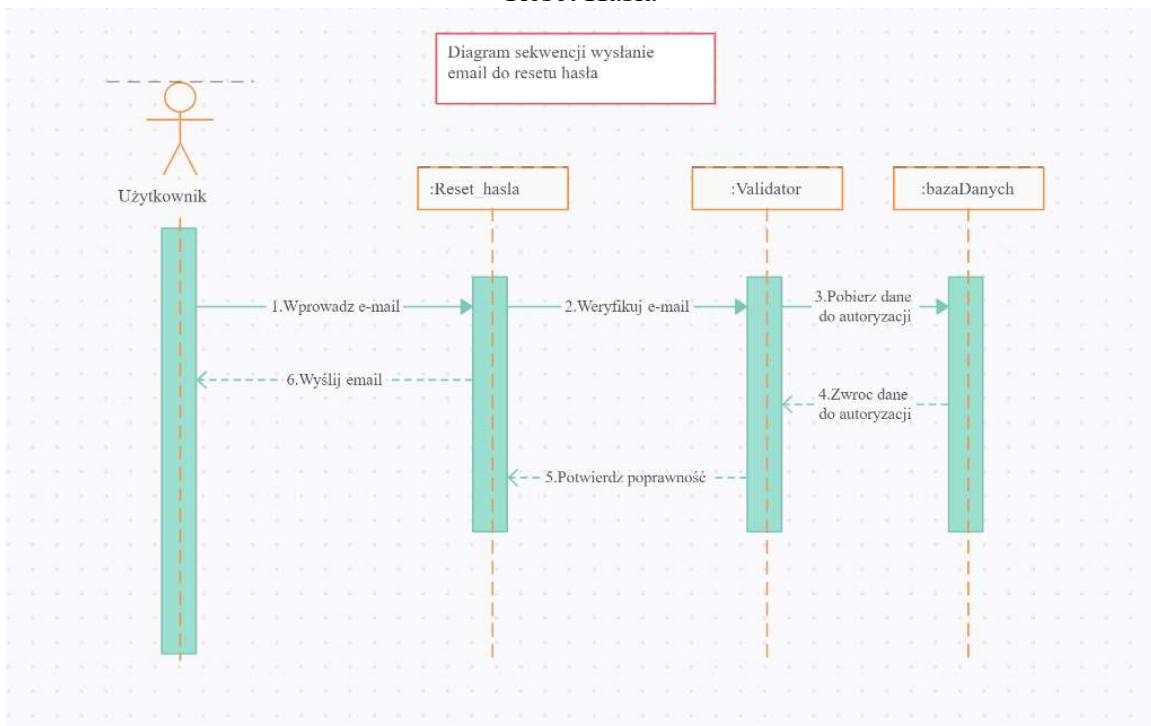 Diagram sekwencji wysłanie
email do resetu hasła
Użytkownik
:Reset_hasla
:Validator
:bazaDanych
1.Wprowadz e-mail
2.Weryfikuj e-mail
3.Pobierz dane
do autoryzacji
6.Wyślij email
4.Zwroc dane
do autoryzacji
5.Potwierdz poprawność